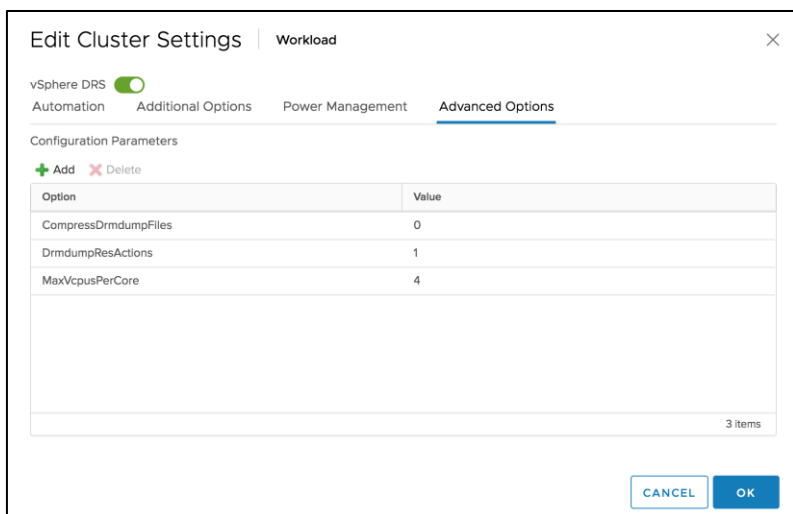 Edit Cluster Settings Workload
vSphere DRS
Automation Additional Options Power Management Advanced Options
Configuration Parameters
Add Delete
Option Value
CompressDrmdumpFiles 0
DrmdumpResActions 1
MaxVcpusPerCore 4
3 items
CANCEL OK